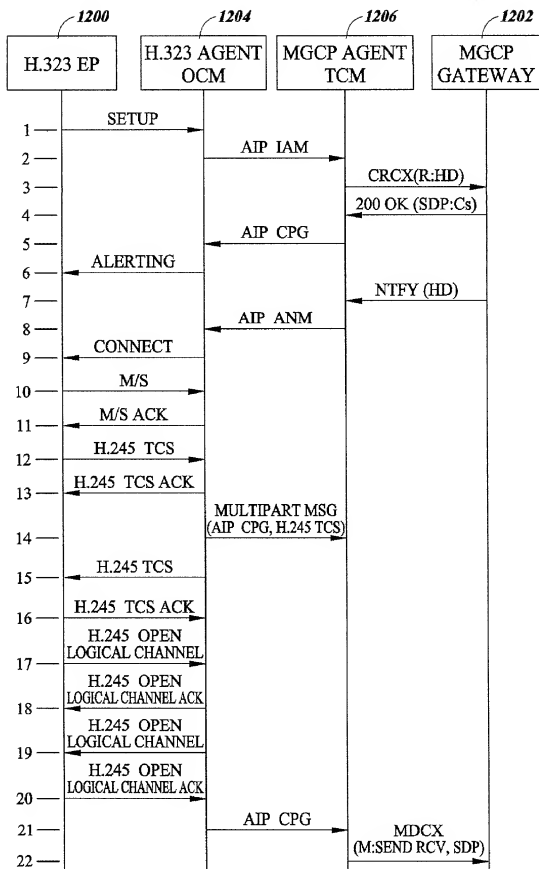 1200
1204
1206
1202
H.323 EP
H.323 AGENT
OCM
MGCP AGENT
TCM
MGCP
GATEWAY
1
SETUP
2
AIP IAM
3
CRCX(R:HD)
4
200 OK (SDP:Cs)
5
AIP CPG
6
ALERTING
7
NTFY (HD)
8
AIP ANM
9
CONNECT
10
M/S
11
M/S ACK
12
H.245 TCS
13
H.245 TCS ACK
14
MULTIPART MSG
(AIP CPG, H.245 TCS)
15
H.245 TCS
16
H.245 TCS ACK
17
H.245 OPEN
LOGICAL CHANNEL
18
H.245 OPEN
LOGICAL CHANNEL ACK
19
H.245 OPEN
LOGICAL CHANNEL
20
H.245 OPEN
LOGICAL CHANNEL ACK
21
AIP CPG
22
MDCX
(M:SEND RCV, SDP)